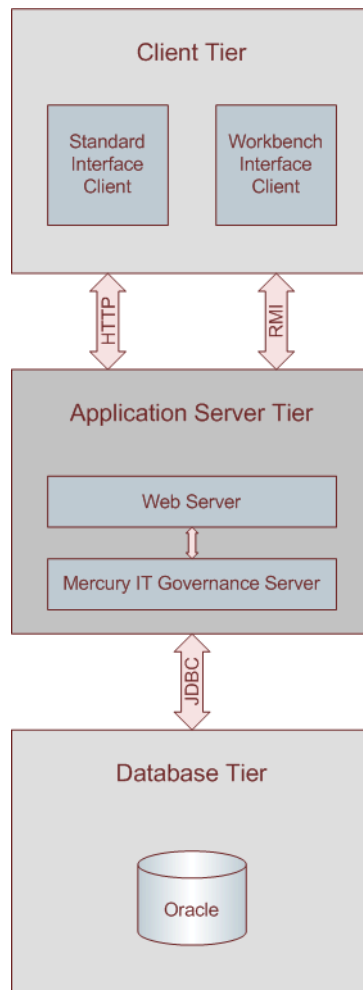 Client Tier
Standard
Interface
Client
Workbench
Interface
Client
HTTP
RMI
Application Server Tier
Web Server
Mercury IT Governance Server
JDBC
Database Tier
Oracle